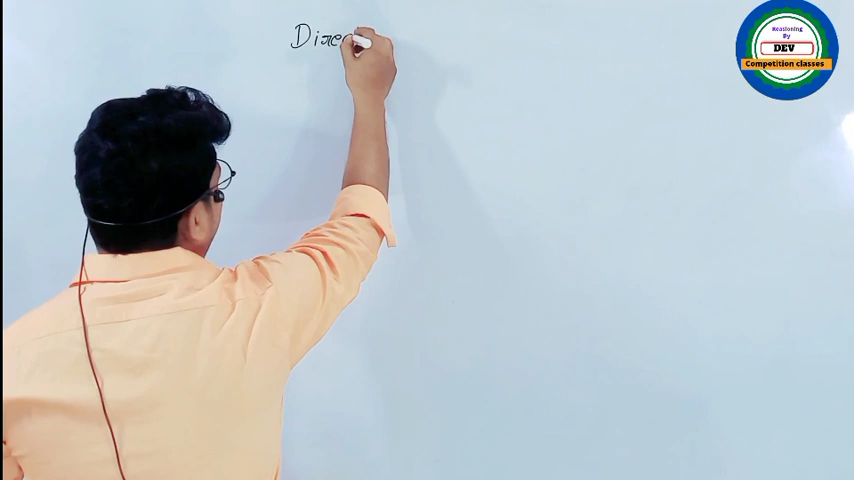 Direc
Reasoning
By
DEV
Competition classes